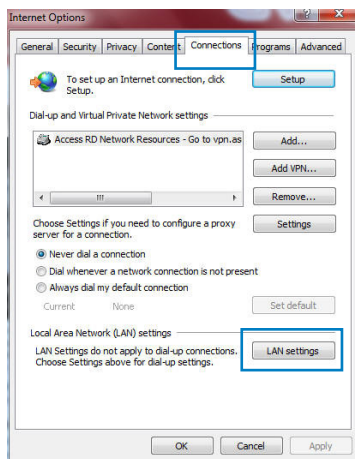 Internet Options
General Security Privacy Content Connections Programs Advanced
To set up an Internet connection, click Setup.
Setup
Dial-up and Virtual Private Network settings
Access RD Network Resources - Go to vpn.as
Add...
Add VPN...
Remove...
Choose Settings if you need to configure a proxy
server for a connection.
Settings
Never dial a connection
Dial whenever a network connection is not present
Always dial my default connection
Current None
Set default
Local Area Network (LAN) settings
LAN Settings do not apply to dial-up connections.
Choose Settings above for dial-up settings.
LAN settings
OK Cancel Apply